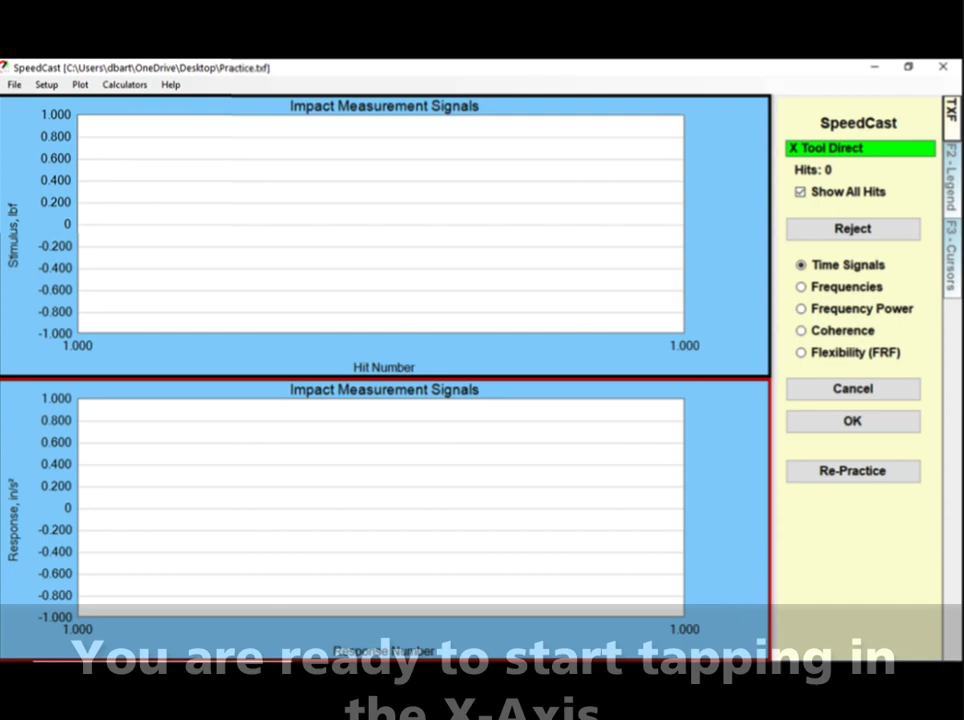 SpeedCast [C:\Users\dbart\OneDrive\Desktop\Practice.txf]
File Setup Plot Calculators Help
Impact Measurement Signals
1.000
0.800
0.600
0.400
0.200
0
-0.200
-0.400
-0.600
-0.800
-1.000
Stimulus, lbf
1.000 1.000
Hit Number
Impact Measurement Signals
1.000
0.800
0.600
0.400
0.200
0
-0.200
-0.400
-0.600
-0.800
-1.000
Response, in/s²
1.000 1.000
Response Number
SpeedCast
X Tool Direct
Hits: 0
Show All Hits
Reject
Time Signals
Frequencies
Frequency Power
Coherence
Flexibility (FRF)
Cancel
OK
Re-Practice
TXF
F2 - Legend
F3 - Cursors
You are ready to start tapping in
the X-Axis